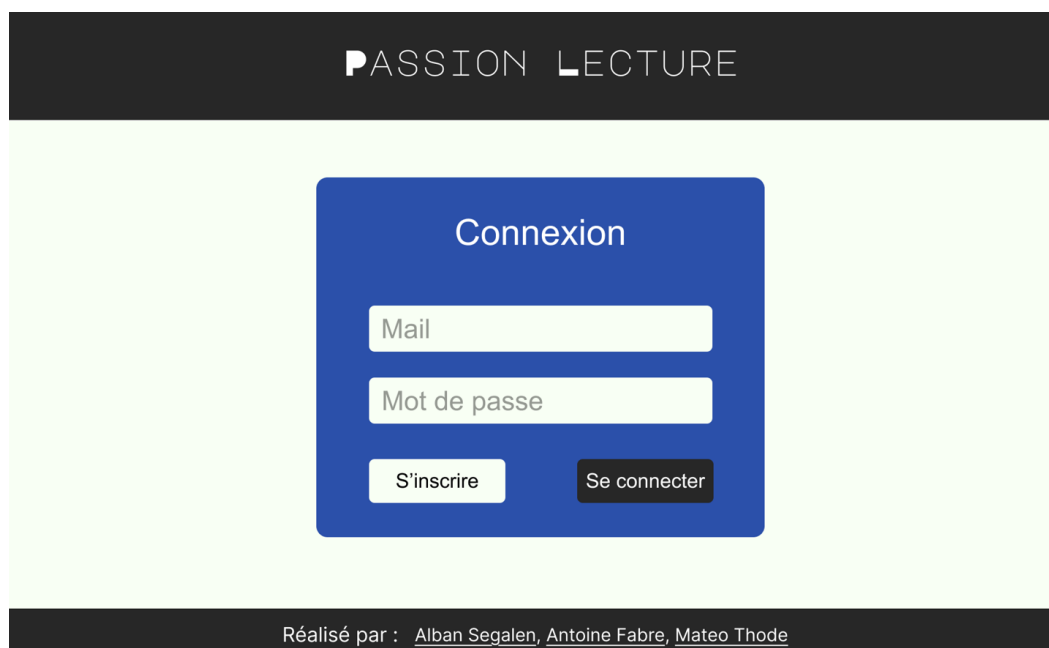 PASSION LECTURE
Connexion
Mail
Mot de passe
S’inscrire
Se connecter
Réalisé par : Alban Segalen, Antoine Fabre, Mateo Thode